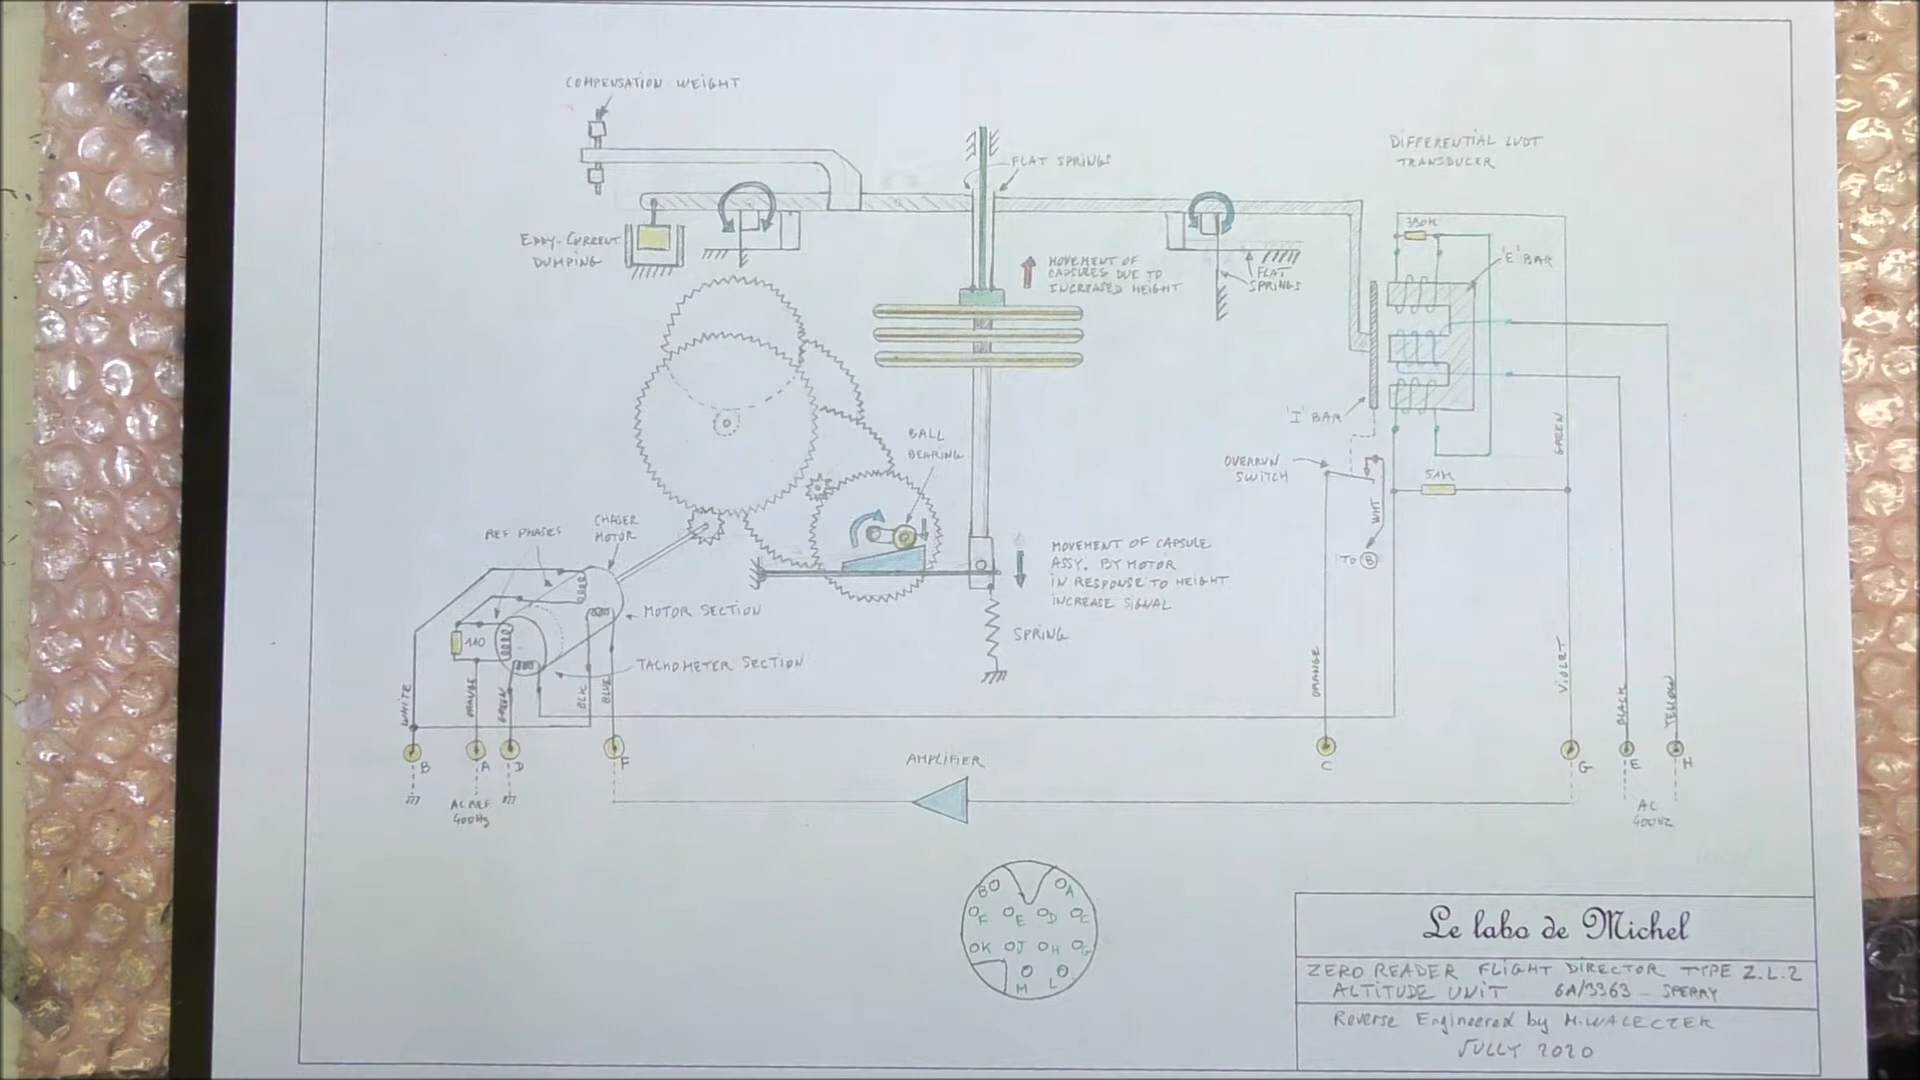 COMPENSATION WEIGHT
DIFFERENTIAL LVDT
TRANSDUCER
FLAT SPRINGS
390K
EDDY-CURRENT
DUMPING
'E' BAR
MOVEMENT OF
CAPSULES DUE TO
INCREASED HEIGHT
FLAT
SPRINGS
'I' BAR
GREEN
BALL
BEARING
OVERRUN
SWITCH
51K
WHT
TO B
REF PHASES
CHASER
MOTOR
MOVEMENT OF CAPSULE
ASSY. BY MOTOR
IN RESPONSE TO HEIGHT
INCREASE SIGNAL
MOTOR SECTION
SPRING
110
TACHOMETER SECTION
WHITE
ORANGE
GREEN
BLK
BLUE
ORANGE
VIOLET
BLACK
YELLOW
B
A
D
F
C
G
E
H
AMPLIFIER
AC REF
400Hz
AC
400HZ
B
A
F
E
D
C
K
J
H
G
M
L
Le labo de Michel
ZERO READER FLIGHT DIRECTOR TYPE Z.L.2
ALTITUDE UNIT 6A/3363 - SPERRY
Reverse Engineered by M.WALECZEK
JULLY 2020